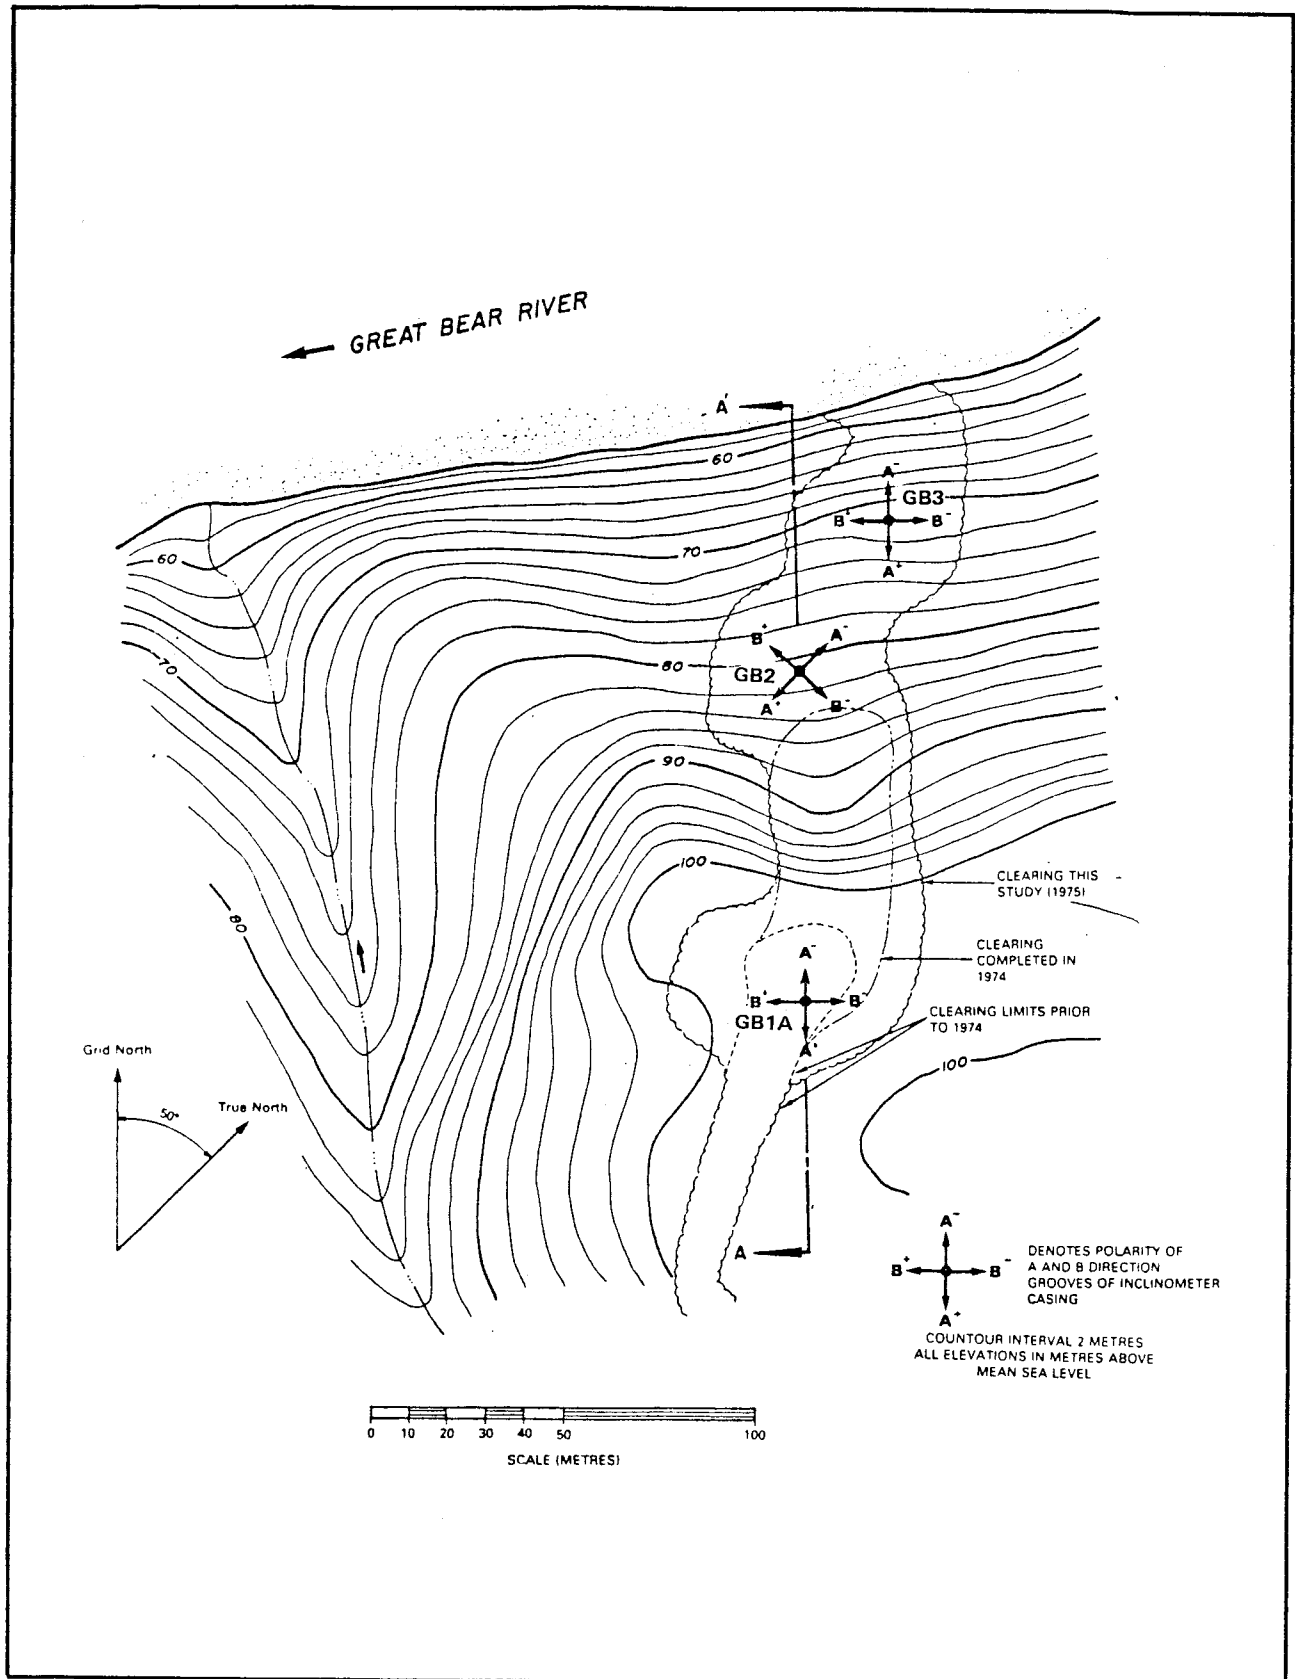 GREAT BEAR RIVER
A'
60
A-
GB3
B+ B-
A+
60
70
B+ A-
80
GB2
A+ B-
70
90
100
CLEARING THIS
STUDY (1975)
80
CLEARING
COMPLETED IN
1974
A-
B+ B-
GB1A
A+
CLEARING LIMITS PRIOR
TO 1974
100
Grid North
50°
True North
A
A-
B+ B-
A+
DENOTES POLARITY OF
A AND B DIRECTION
GROOVES OF INCLINOMETER
CASING
COUNTOUR INTERVAL 2 METRES
ALL ELEVATIONS IN METRES ABOVE
MEAN SEA LEVEL
0 10 20 30 40 50 100
SCALE (METRES)